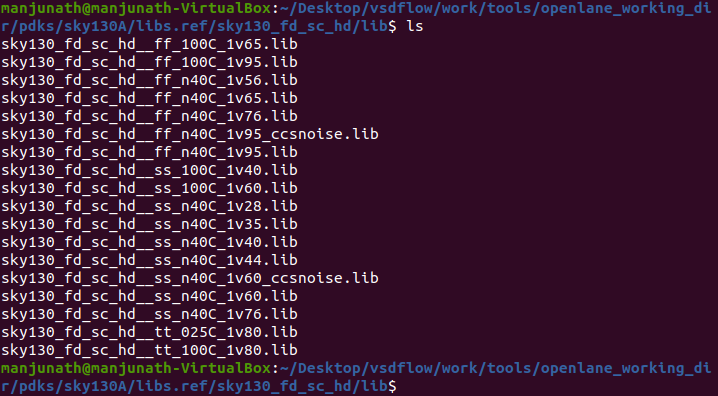 manjunath@manjunath-VirtualBox:~/Desktop/vsdflow/work/tools/openlane_working_di
r/pdks/sky130A/libs.ref/sky130_fd_sc_hd/lib$ ls
sky130_fd_sc_hd__ff_100C_1v65.lib
sky130_fd_sc_hd__ff_100C_1v95.lib
sky130_fd_sc_hd__ff_n40C_1v56.lib
sky130_fd_sc_hd__ff_n40C_1v65.lib
sky130_fd_sc_hd__ff_n40C_1v76.lib
sky130_fd_sc_hd__ff_n40C_1v95_ccsnoise.lib
sky130_fd_sc_hd__ff_n40C_1v95.lib
sky130_fd_sc_hd__ss_100C_1v40.lib
sky130_fd_sc_hd__ss_100C_1v60.lib
sky130_fd_sc_hd__ss_n40C_1v28.lib
sky130_fd_sc_hd__ss_n40C_1v35.lib
sky130_fd_sc_hd__ss_n40C_1v40.lib
sky130_fd_sc_hd__ss_n40C_1v44.lib
sky130_fd_sc_hd__ss_n40C_1v60_ccsnoise.lib
sky130_fd_sc_hd__ss_n40C_1v60.lib
sky130_fd_sc_hd__ss_n40C_1v76.lib
sky130_fd_sc_hd__tt_025C_1v80.lib
sky130_fd_sc_hd__tt_100C_1v80.lib
manjunath@manjunath-VirtualBox:~/Desktop/vsdflow/work/tools/openlane_working_di
r/pdks/sky130A/libs.ref/sky130_fd_sc_hd/lib$